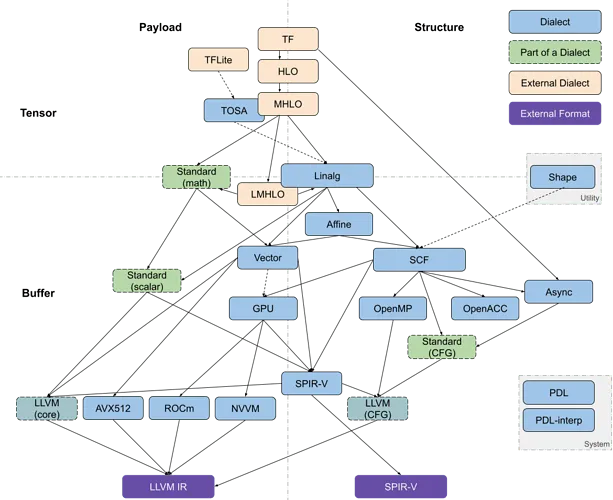 Payload
Structure
TF
Dialect
TFLite
Part of a Dialect
HLO
External Dialect
TOSA
MHLO
Tensor
External Format
Standard
(math)
Linalg
Shape
LMHLO
Utility
Affine
Vector
SCF
Standard
(scalar)
Buffer
Async
GPU
OpenMP
OpenACC
Standard
(CFG)
SPIR-V
LLVM
(core)
AVX512
ROCm
NVVM
LLVM
(CFG)
PDL
PDL-interp
System
LLVM IR
SPIR-V